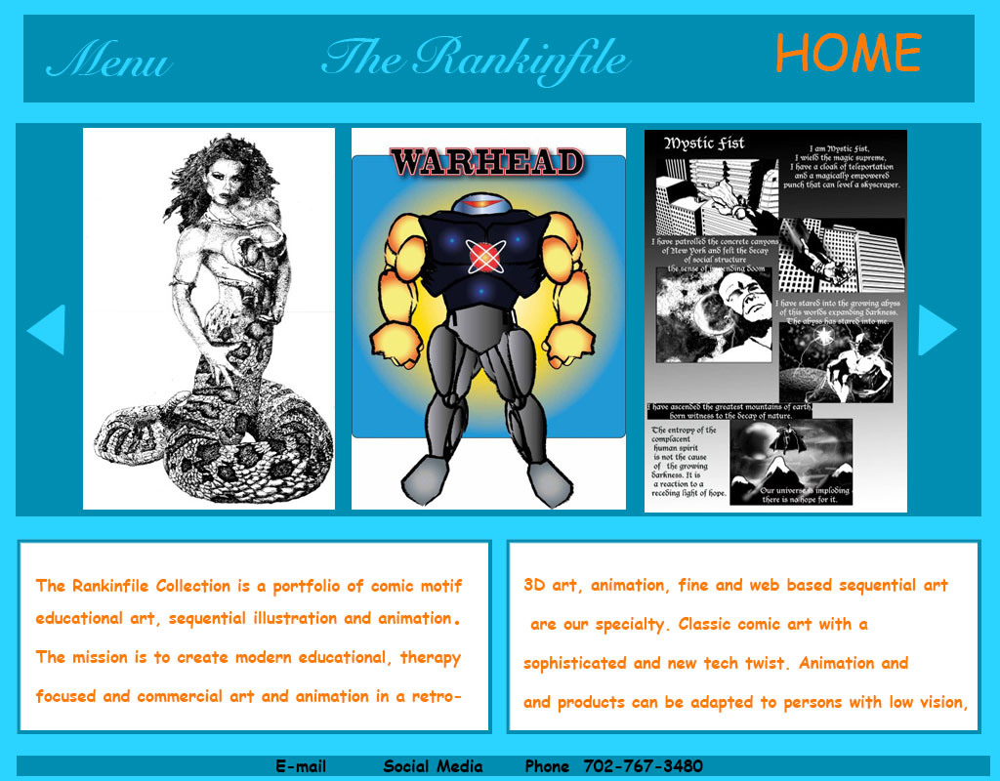 Menu
The Rankinfile
HOME
WARHEAD
Mystic Fist
I am Mystic Fist,
I wield the magic supreme,
I have a cloak of teleportation
and a magically empowered
punch that can level a skyscraper.
I have patrolled the concrete canyons
of New York and felt the decay
of social structure
the sense of impending doom
I have stared into the growing abyss
of this worlds expanding darkness.
The abyss has stared into me.
I have ascended the greatest mountains of earth,
born witness to the decay of nature.
The entropy of the
complacent
human spirit
is not the cause
of the growing
darkness. It is
a reaction to a
receding light of hope.
Our universe is imploding
there is no hope for it.
The Rankinfile Collection is a portfolio of comic motif
educational art, sequential illustration and animation.
The mission is to create modern educational, therapy
focused and commercial art and animation in a retro-
3D art, animation, fine and web based sequential art
are our specialty. Classic comic art with a
sophisticated and new tech twist. Animation and
and products can be adapted to persons with low vision,
E-mail Social Media Phone 702-767-3480